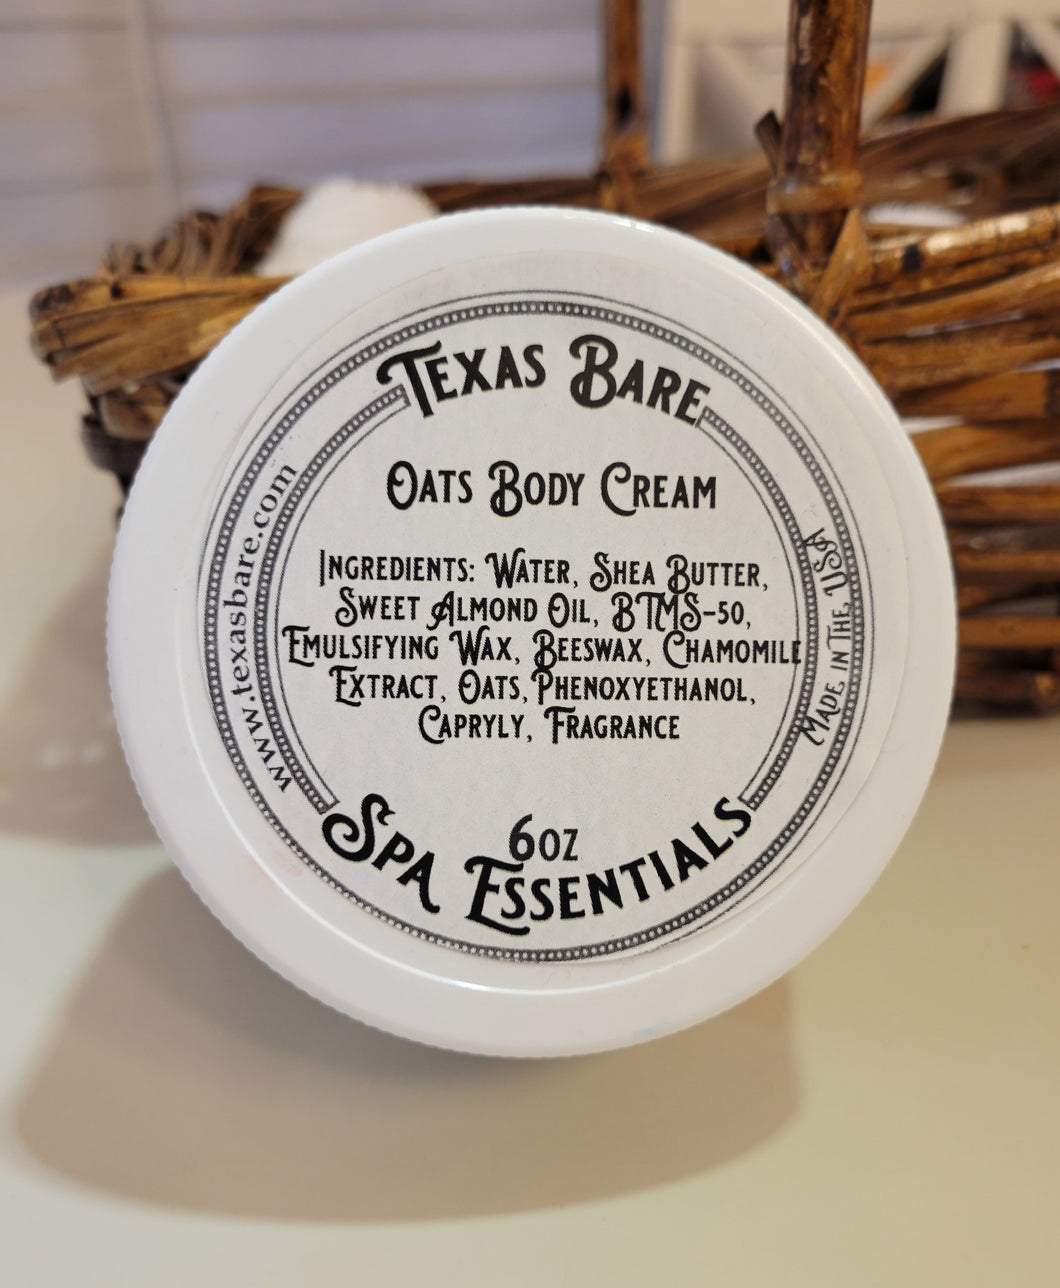 Texas Bare
Oats Body Cream
Ingredients: Water, Shea Butter,
Sweet Almond Oil, BTMS-50,
Emulsifying Wax, Beeswax, Chamomile
Extract, Oats, Phenoxyethanol,
Capryly, Fragrance
6oz
Spa Essentials
www.texasbare.com
Made in the USA